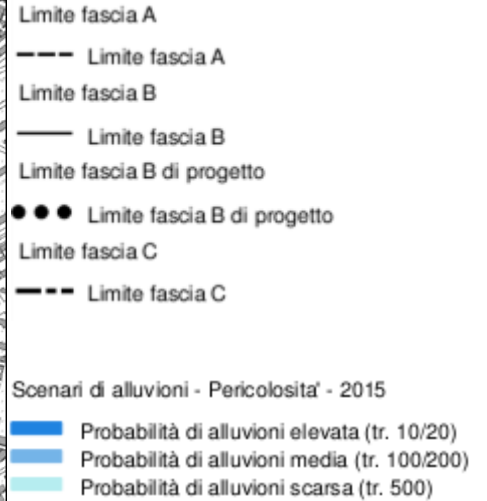 Limite fascia A
Limite fascia A
Limite fascia B
Limite fascia B
Limite fascia B di progetto
Limite fascia B di progetto
Limite fascia C
Limite fascia C
Scenari di alluvioni - Pericolosita' - 2015
Probabilità di alluvioni elevata (tr. 10/20)
Probabilità di alluvioni media (tr. 100/200)
Probabilità di alluvioni scarsa (tr. 500)